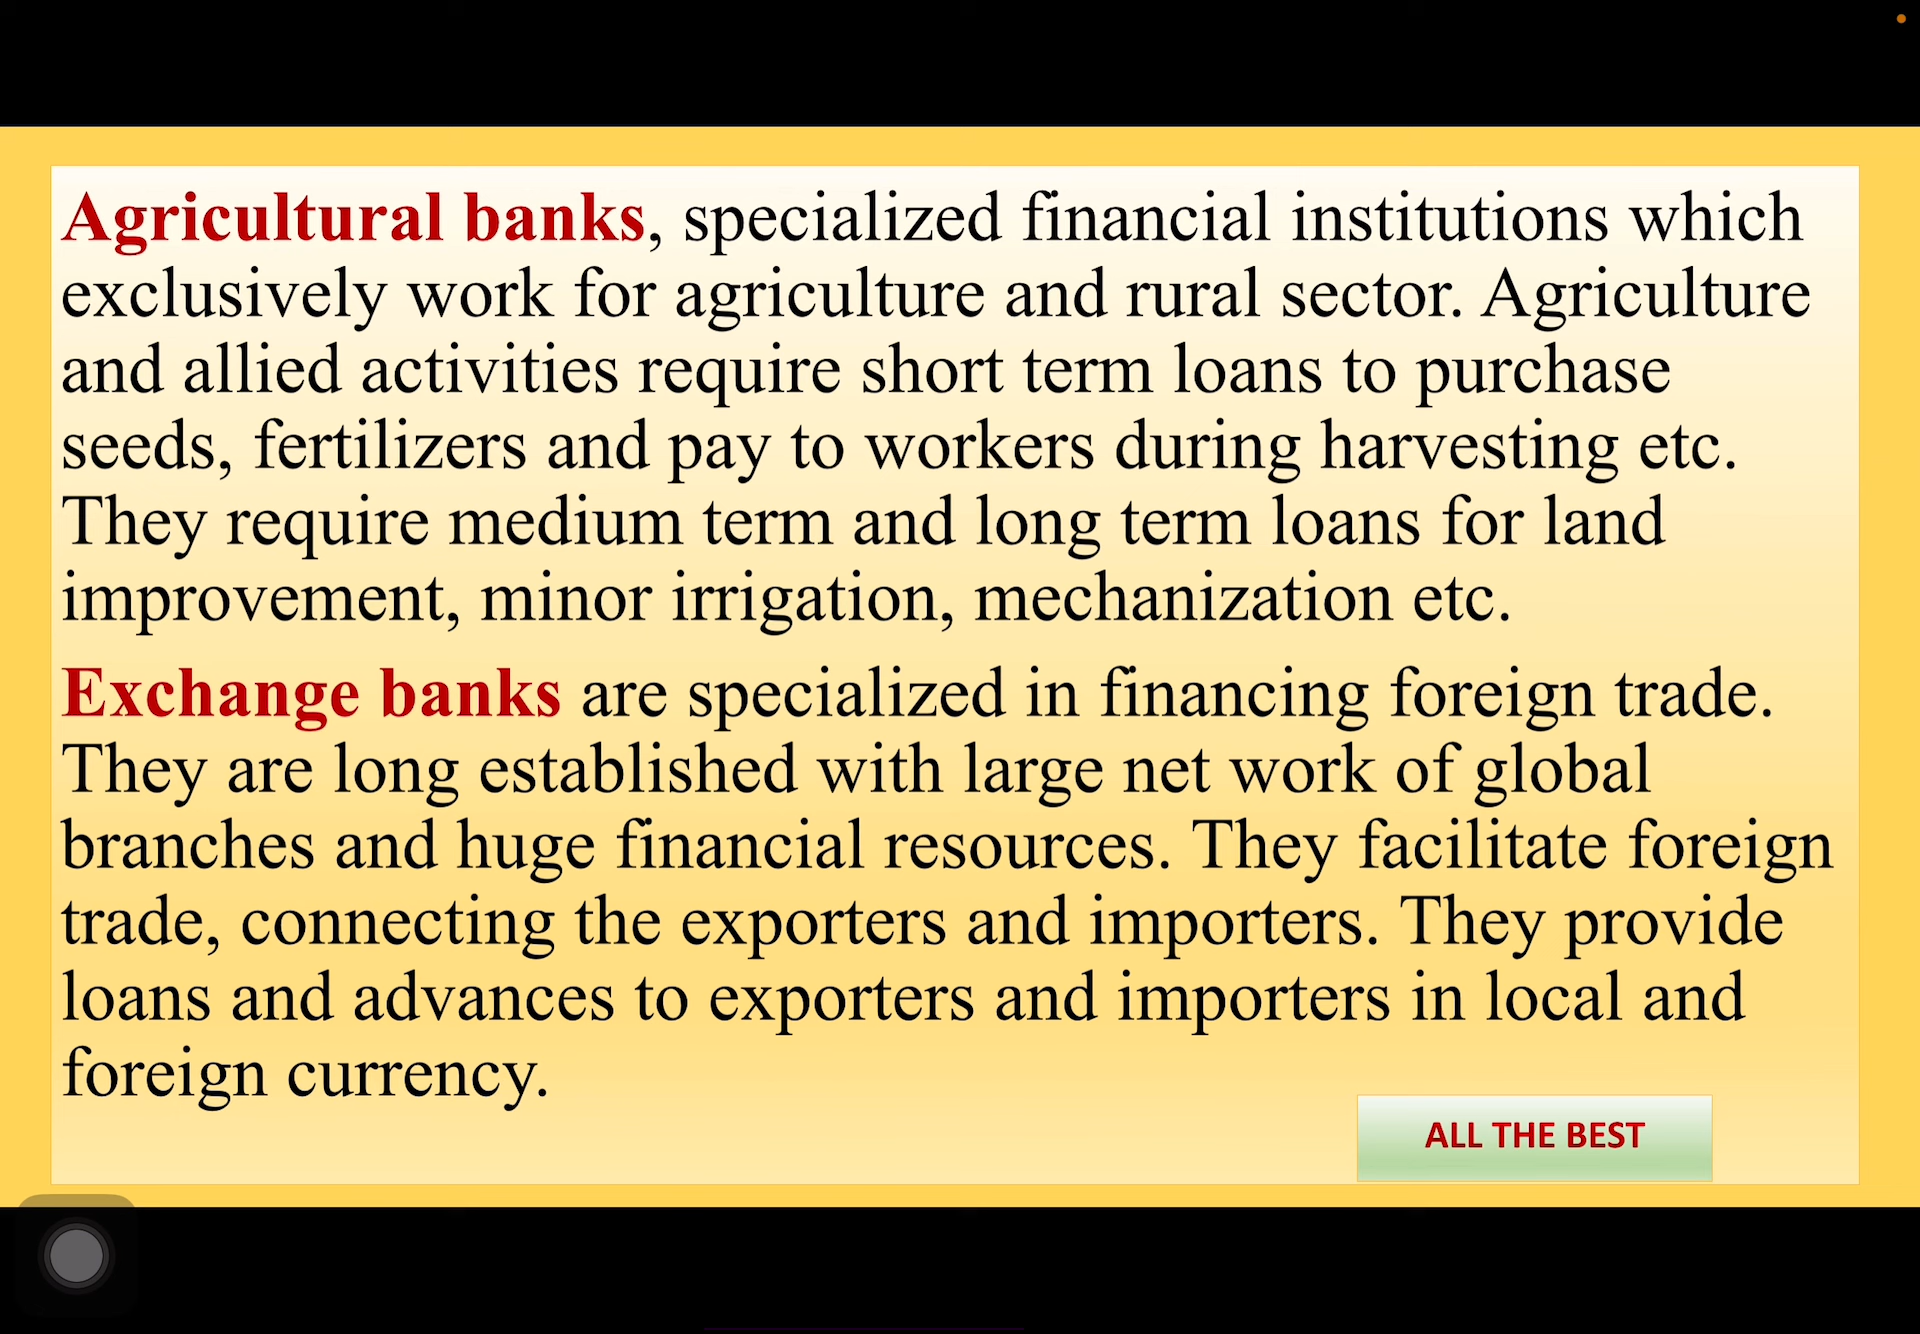 Agricultural banks, specialized financial institutions which
exclusively work for agriculture and rural sector. Agriculture
and allied activities require short term loans to purchase
seeds, fertilizers and pay to workers during harvesting etc.
They require medium term and long term loans for land
improvement, minor irrigation, mechanization etc.
Exchange banks are specialized in financing foreign trade.
They are long established with large net work of global
branches and huge financial resources. They facilitate foreign
trade, connecting the exporters and importers. They provide
loans and advances to exporters and importers in local and
foreign currency.
ALL THE BEST